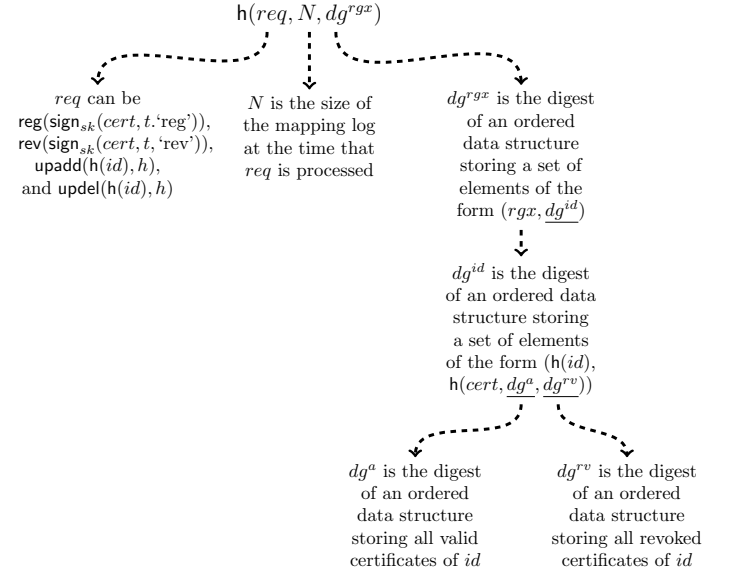 h(req, N, dg^{rgx})
req can be
reg(sign_{sk}(cert, t.‘reg’)),
rev(sign_{sk}(cert, t, ‘rev’)),
upadd(h(id), h),
and updel(h(id), h)
N is the size of
the mapping log
at the time that
req is processed
dg^{rgx} is the digest
of an ordered
data structure
storing a set of
elements of the
form (rgx, dg^{id})
dg^{id} is the digest
of an ordered data
structure storing
a set of elements
of the form (h(id),
h(cert, dg^{a}, dg^{rv}))
dg^{a} is the digest
of an ordered
data structure
storing all valid
certificates of id
dg^{rv} is the digest
of an ordered
data structure
storing all revoked
certificates of id